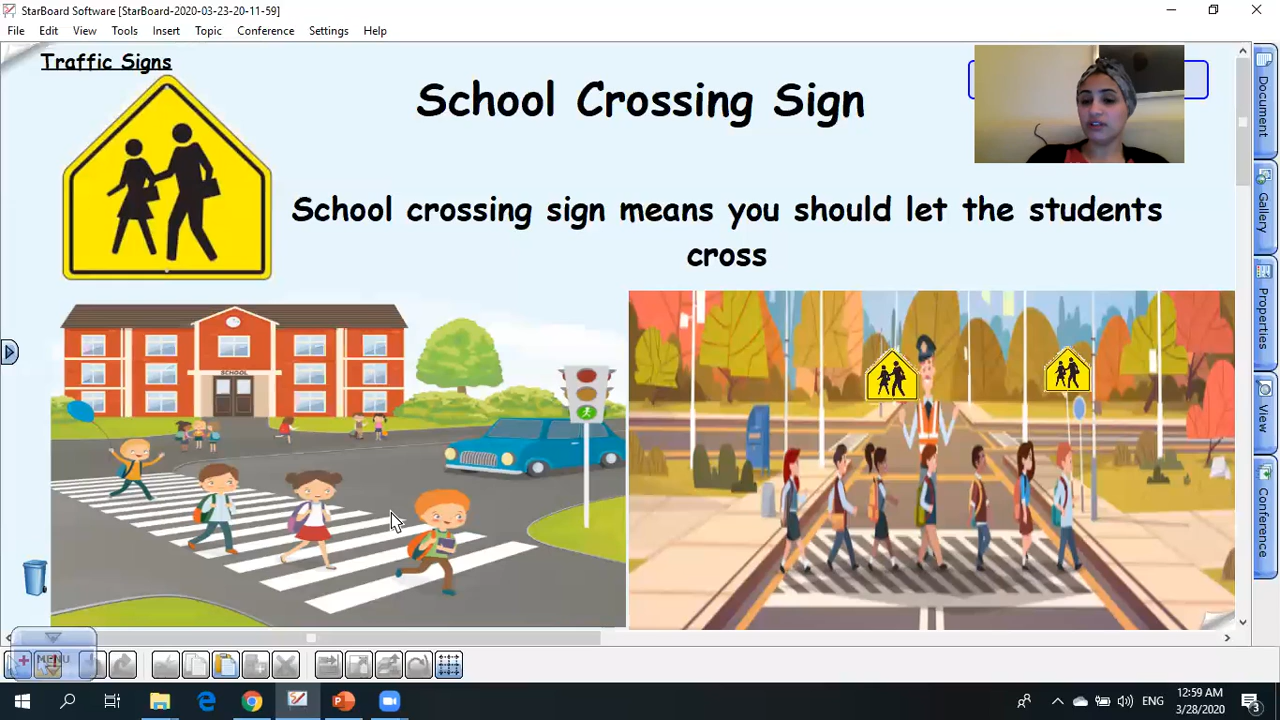 StarBoard Software [StarBoard-2020-03-23-20-11-59]
File Edit View Tools Insert Topic Conference Settings Help
Traffic Signs
School Crossing Sign
School crossing sign means you should let the students
cross
SCHOOL
Document
Gallery
Properties
View
Conference
MENU
ENG
12:59 AM
3/28/2020
3